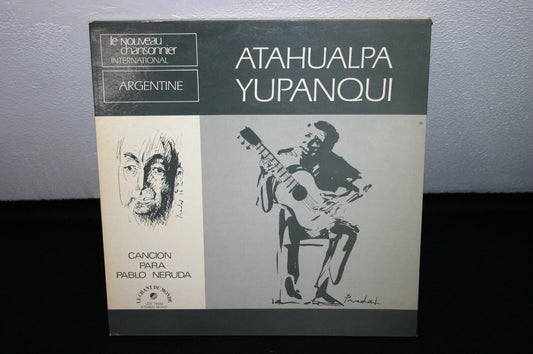 le nouveau
chansonnier
INTERNATIONAL
ARGENTINE
ATAHUALPA
YUPANQUI
CANCION
PARA
PABLO NERUDA
LE CHANT DU MONDE